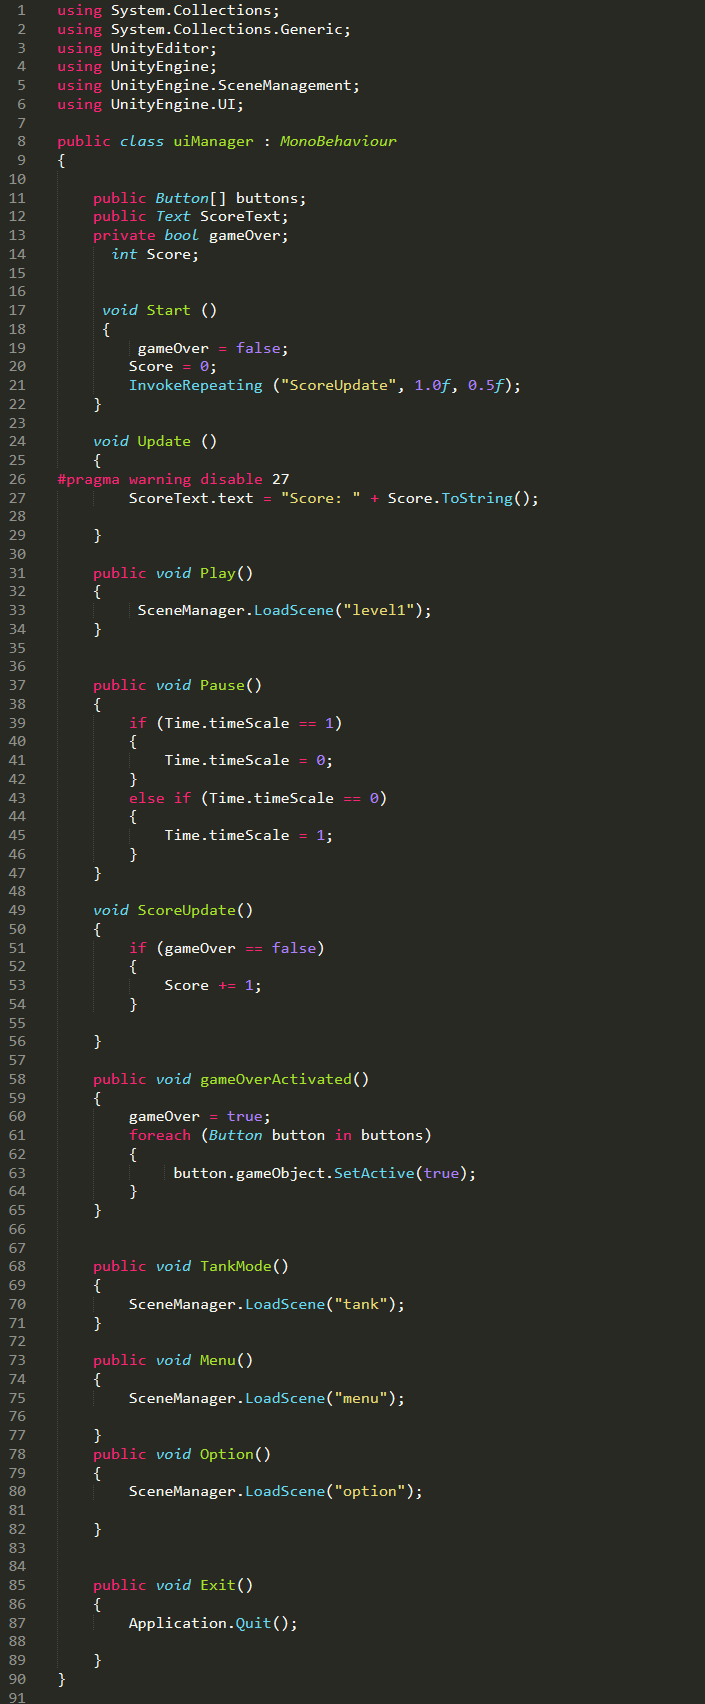 1 using System.Collections;
2 using System.Collections.Generic;
3 using UnityEditor;
4 using UnityEngine;
5 using UnityEngine.SceneManagement;
6 using UnityEngine.UI;
7
8 public class uiManager : MonoBehaviour
9 {
10
11     public Button[] buttons;
12     public Text ScoreText;
13     private bool gameOver;
14       int Score;
15
16
17      void Start ()
18      {
19          gameOver = false;
20         Score = 0;
21         InvokeRepeating ("ScoreUpdate", 1.0f, 0.5f);
22     }
23
24     void Update ()
25     {
26 #pragma warning disable 27
27         ScoreText.text = "Score: " + Score.ToString();
28
29     }
30
31     public void Play()
32     {
33          SceneManager.LoadScene("level1");
34     }
35
36
37     public void Pause()
38     {
39         if (Time.timeScale == 1)
40         {
41             Time.timeScale = 0;
42         }
43         else if (Time.timeScale == 0)
44         {
45             Time.timeScale = 1;
46         }
47     }
48
49     void ScoreUpdate()
50     {
51         if (gameOver == false)
52         {
53             Score += 1;
54         }
55
56     }
57
58     public void gameOverActivated()
59     {
60         gameOver = true;
61         foreach (Button button in buttons)
62         {
63              button.gameObject.SetActive(true);
64         }
65     }
66
67
68     public void TankMode()
69     {
70         SceneManager.LoadScene("tank");
71     }
72
73     public void Menu()
74     {
75         SceneManager.LoadScene("menu");
76
77     }
78     public void Option()
79     {
80         SceneManager.LoadScene("option");
81
82     }
83
84
85     public void Exit()
86     {
87         Application.Quit();
88
89     }
90 }
91